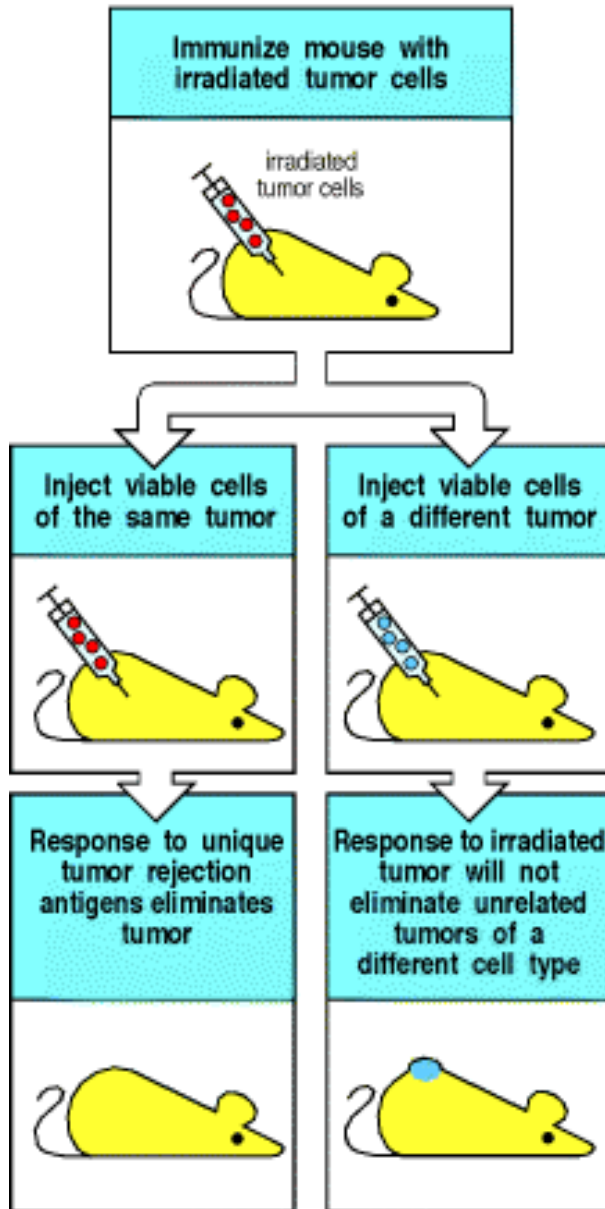 Immunize mouse with
irradiated tumor cells
irradiated
tumor cells
Inject viable cells
of the same tumor
Inject viable cells
of a different tumor
Response to unique
tumor rejection
antigens eliminates
tumor
Response to irradiated
tumor will not
eliminate unrelated
tumors of a
different cell type